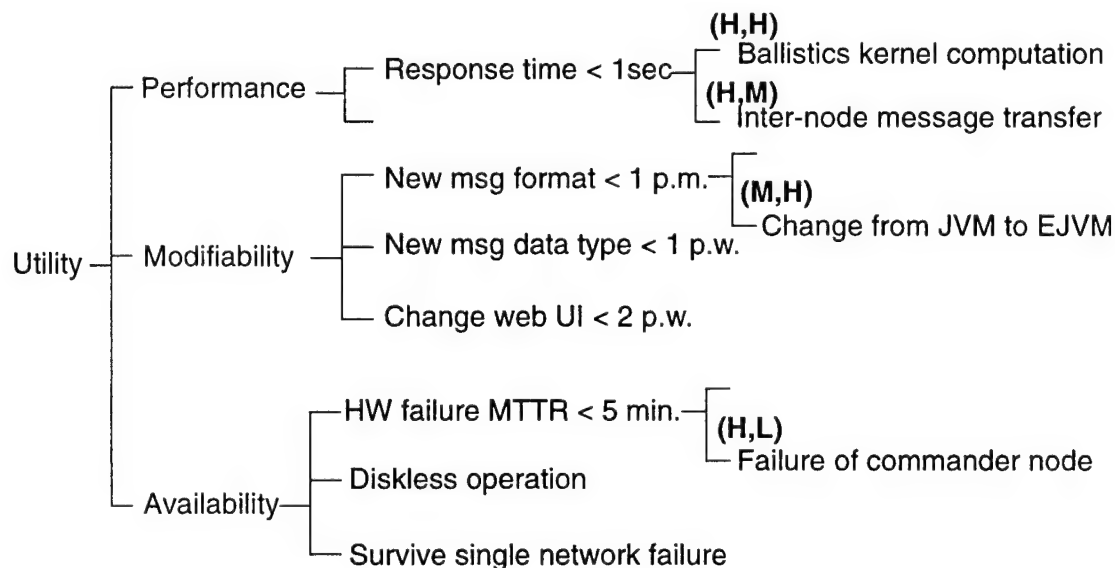 (H,H)
Ballistics kernel computation
Response time < 1sec
Performance
(H,M)
Inter-node message transfer
New msg format < 1 p.m.
(M,H)
Change from JVM to EJVM
Utility
Modifiability
New msg data type < 1 p.w.
Change web UI < 2 p.w.
HW failure MTTR < 5 min.
(H,L)
Failure of commander node
Diskless operation
Availability
Survive single network failure